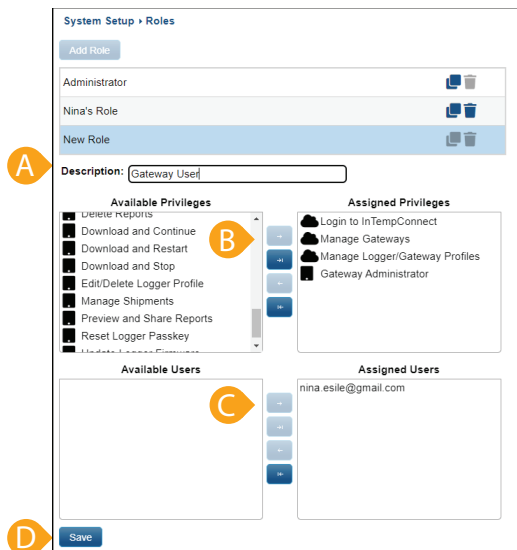 System Setup › Roles
Add Role
Administrator
Nina's Role
New Role
A
Description: Gateway User
Available Privileges
Assigned Privileges
Delete Reports
Download and Continue
Download and Restart
Download and Stop
Edit/Delete Logger Profile
Manage Shipments
Preview and Share Reports
Reset Logger Passkey
Update Logger Firmware
B
Login to InTempConnect
Manage Gateways
Manage Logger/Gateway Profiles
Gateway Administrator
Available Users
Assigned Users
C
nina.esile@gmail.com
D
Save